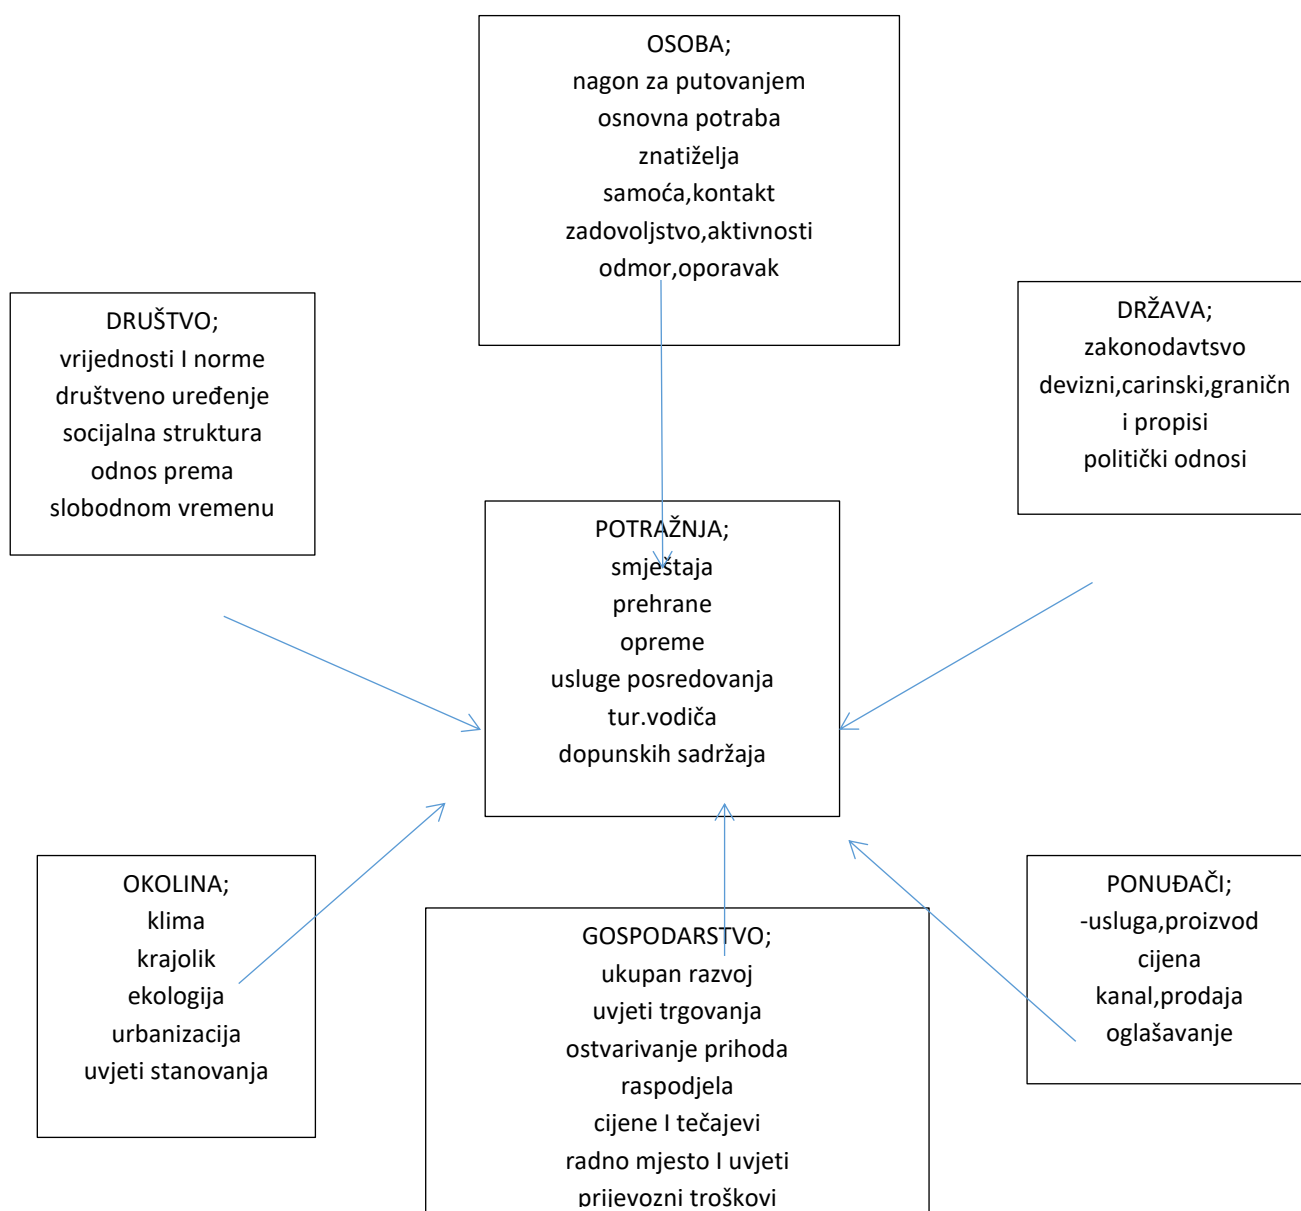 OSOBA;
nagon za putovanjem
osnovna potraba
znatiželja
samoća,kontakt
zadovoljstvo,aktivnosti
odmor,oporavak
DRUŠTVO;
vrijednosti I norme
društveno uređenje
socijalna struktura
odnos prema
slobodnom vremenu
DRŽAVA;
zakonodavtsvo
devizni,carinski,graničn
i propisi
politički odnosi
POTRAŽNJA;
smještaja
prehrane
opreme
usluge posredovanja
tur.vodiča
dopunskih sadržaja
OKOLINA;
klima
krajolik
ekologija
urbanizacija
uvjeti stanovanja
GOSPODARSTVO;
ukupan razvoj
uvjeti trgovanja
ostvarivanje prihoda
raspodjela
cijene I tečajevi
radno mjesto I uvjeti
prijevozni troškovi
PONUĐAČI;
-usluga,proizvod
cijena
kanal,prodaja
oglašavanje